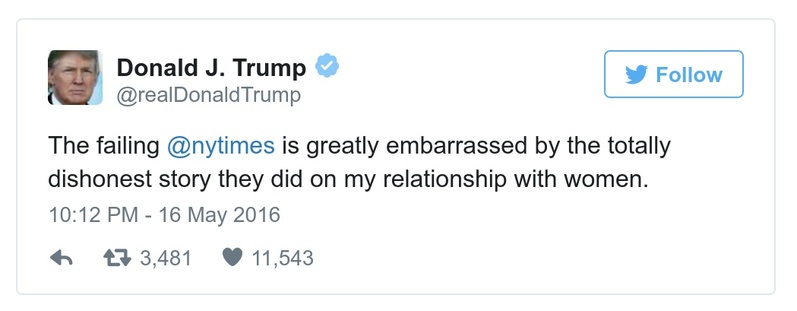 Donald J. Trump
@realDonaldTrump
Follow
The failing @nytimes is greatly embarrassed by the totally
dishonest story they did on my relationship with women.
10:12 PM - 16 May 2016
3,481 11,543